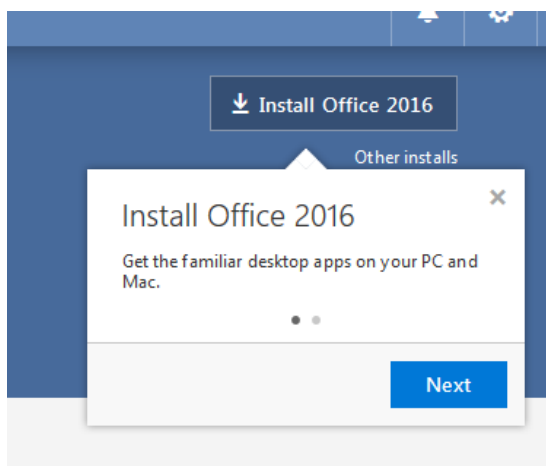 Install Office 2016
Other installs
Install Office 2016
Get the familiar desktop apps on your PC and
Mac.
Next